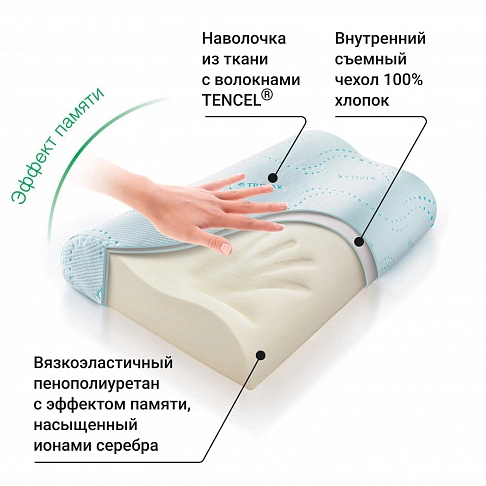 Наволочка
из ткани
с волокнами
TENCEL®
Внутренний
съемный
чехол 100%
хлопок
Эффект памяти
TRELAX
Вязкоэластичный
пенополиуретан
с эффектом памяти,
насыщенный
ионами серебра